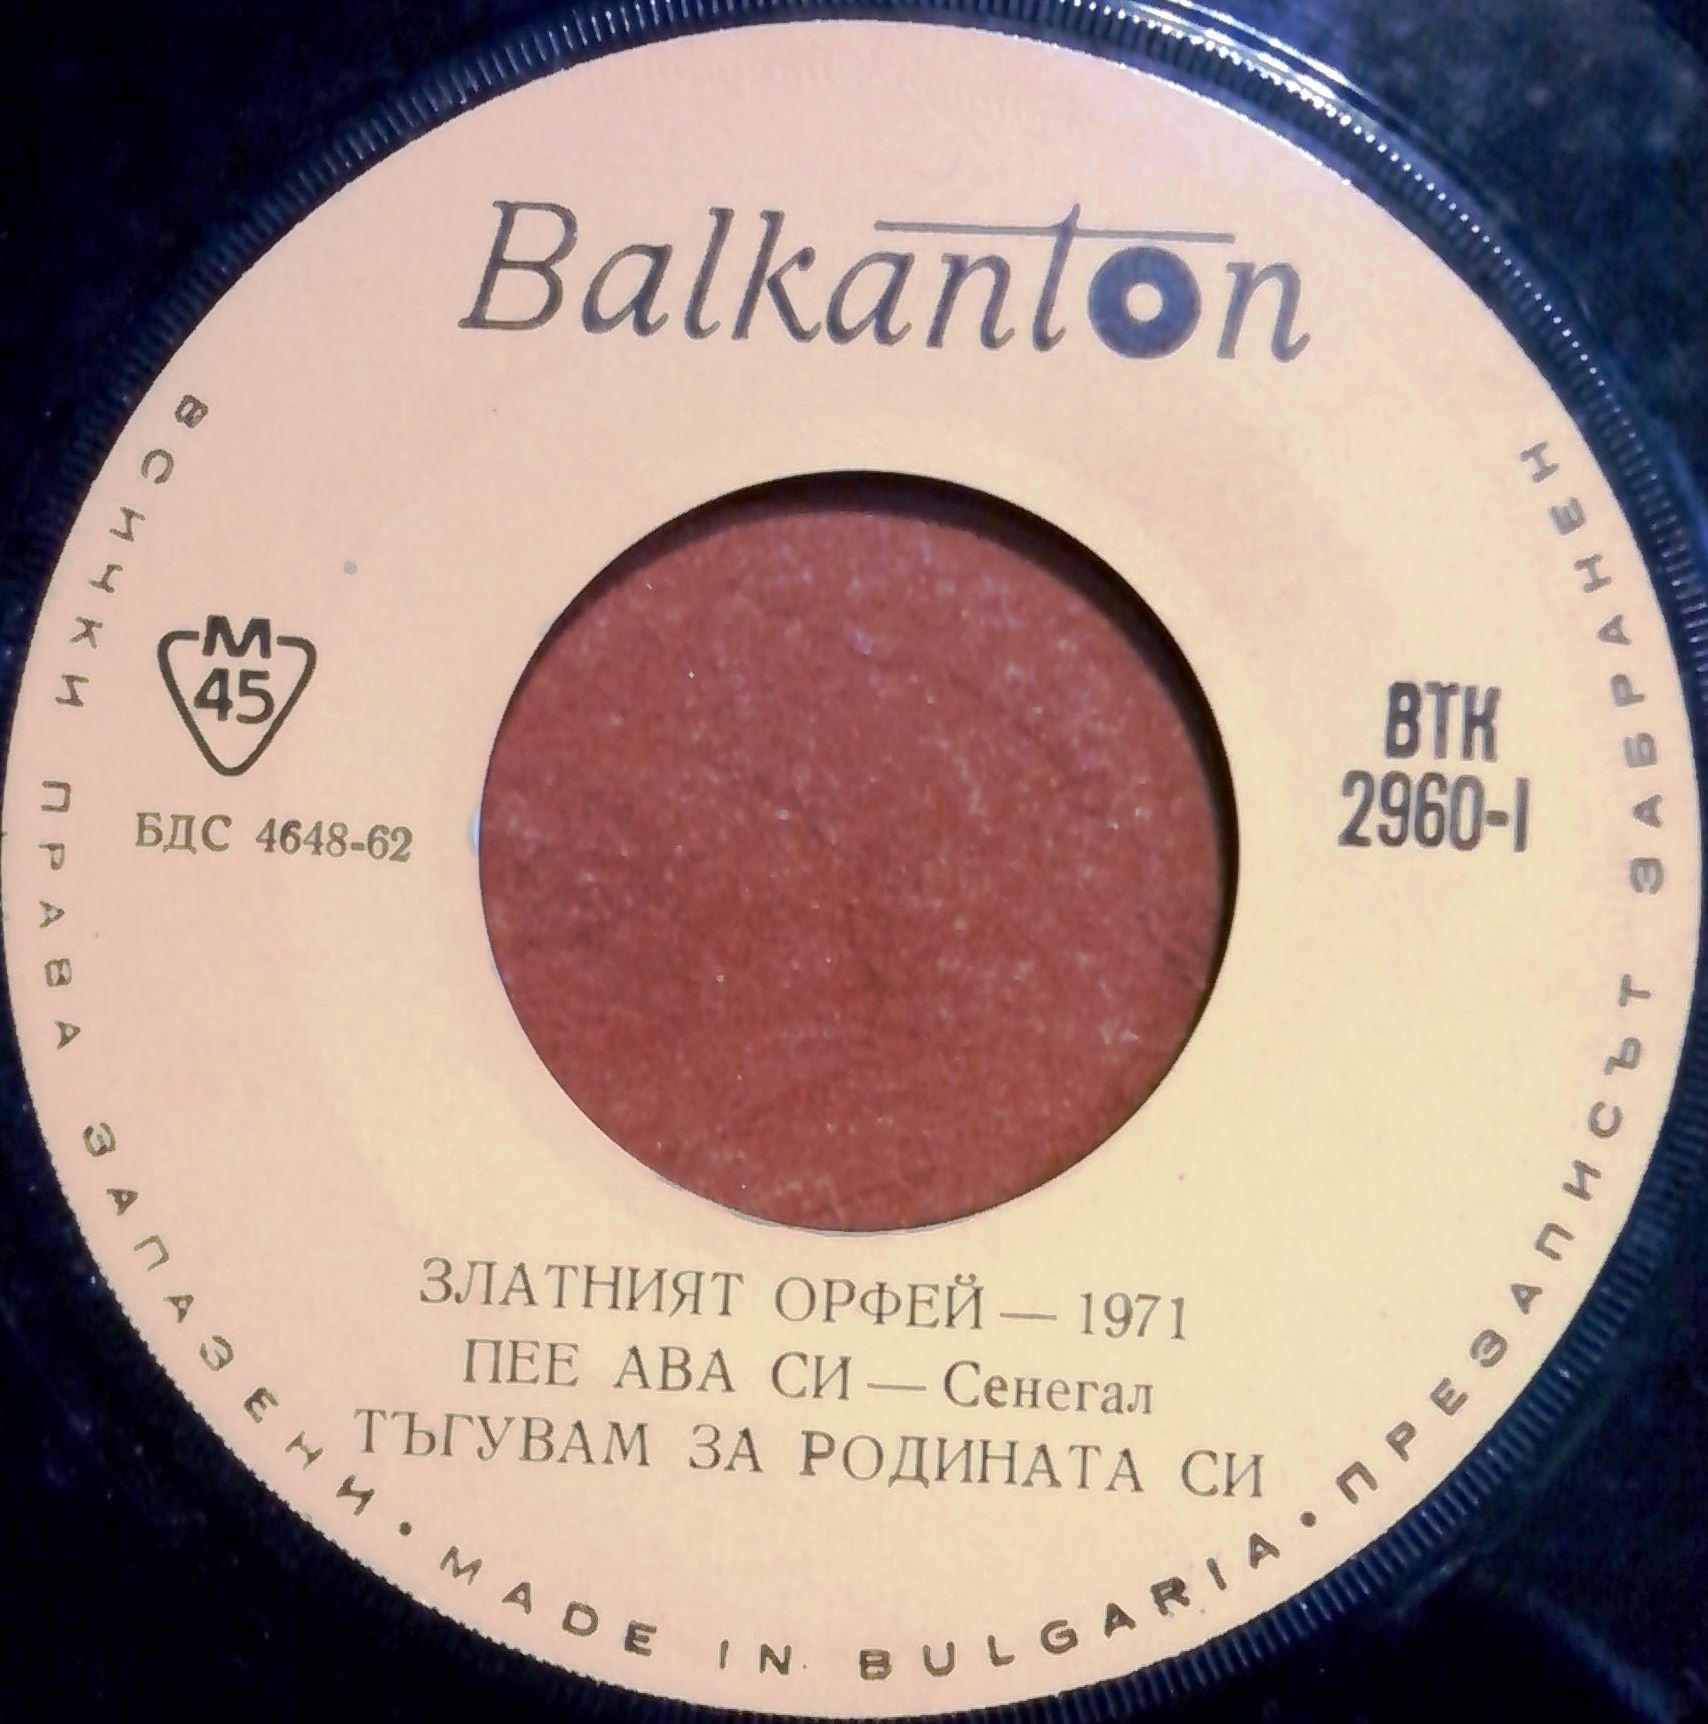 Balkanton
М
45
БДС 4648-62
ВТК
2960-I
ЗЛАТНИЯТ ОРФЕЙ — 1971
ПЕЕ АВА СИ — Сенегал
ТЪГУВАМ ЗА РОДИНАТА СИ
ВСИЧКИ ПРАВА ЗАПАЗЕНИ • MADE IN BULGARIA • ПРЕЗАПИСЪТ ЗАБРАНЕН